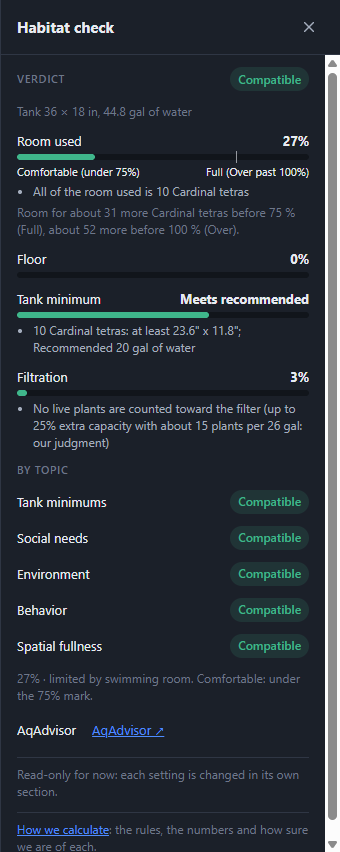 Habitat check
VERDICT
Compatible
Tank 36 × 18 in, 44.8 gal of water
Room used
27%
Comfortable (under 75%)
Full (Over past 100%)
• All of the room used is 10 Cardinal tetras
Room for about 31 more Cardinal tetras before 75 %
(Full), about 52 more before 100 % (Over).
Floor
0%
Tank minimum
Meets recommended
• 10 Cardinal tetras: at least 23.6" x 11.8";
Recommended 20 gal of water
Filtration
3%
• No live plants are counted toward the filter (up to
25% extra capacity with about 15 plants per 26 gal:
our judgment)
BY TOPIC
Tank minimums
Compatible
Social needs
Compatible
Environment
Compatible
Behavior
Compatible
Spatial fullness
Compatible
27% · limited by swimming room. Comfortable: under
the 75% mark.
AqAdvisor
AqAdvisor ↗
Read-only for now: each setting is changed in its own
section.
How we calculate: the rules, the numbers and how sure
we are of each.